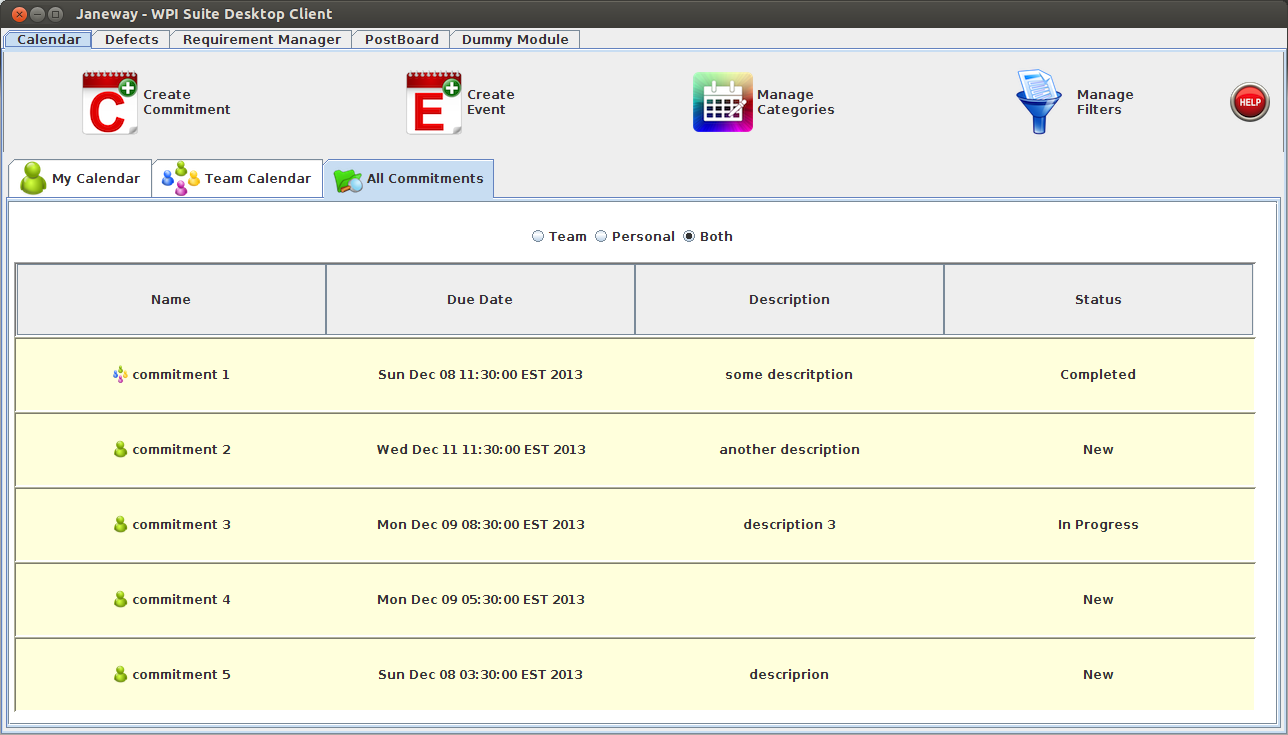 Janeway - WPI Suite Desktop Client
Calendar Defects Requirement Manager PostBoard Dummy Module
C Create Commitment
E Create Event
Manage Categories
Manage Filters
HELP
My Calendar Team Calendar All Commitments
Team Personal Both
Name Due Date Description Status
commitment 1 Sun Dec 08 11:30:00 EST 2013 some descritption Completed
commitment 2 Wed Dec 11 11:30:00 EST 2013 another description New
commitment 3 Mon Dec 09 08:30:00 EST 2013 description 3 In Progress
commitment 4 Mon Dec 09 05:30:00 EST 2013 New
commitment 5 Sun Dec 08 03:30:00 EST 2013 descriprion New